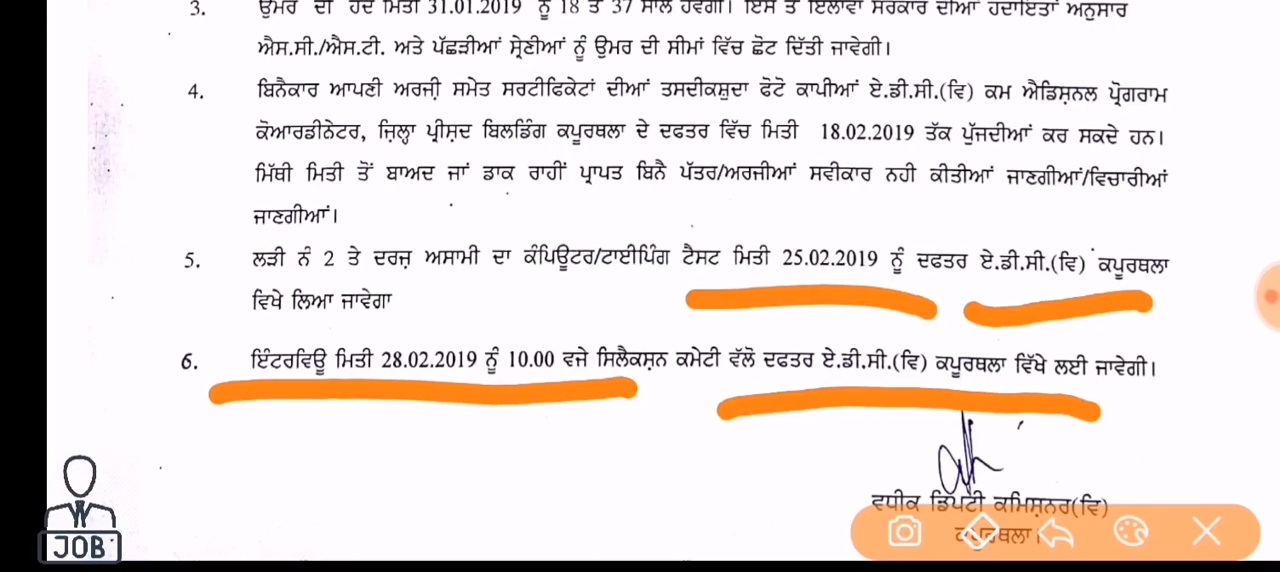 3. ਉਮਰ ਦੀ ਹੱਦ ਮਿਤੀ 31.01.2019 ਨੂੰ 18 ਤੋਂ 37 ਸਾਲ ਹੋਵੇਗੀ। ਇਸ ਤੋਂ ਇਲਾਵਾ ਸਰਕਾਰ ਦੀਆਂ ਹਦਾਇਤਾਂ ਅਨੁਸਾਰ
ਐਸ.ਸੀ./ਐਸ.ਟੀ. ਅਤੇ ਪੱਛੜੀਆਂ ਸ਼੍ਰੇਣੀਆਂ ਨੂੰ ਉਮਰ ਦੀ ਸੀਮਾਂ ਵਿੱਚ ਛੋਟ ਦਿੱਤੀ ਜਾਵੇਗੀ।
4. ਬਿਨੈਕਾਰ ਆਪਣੀ ਅਰਜੀ ਸਮੇਤ ਸਰਟੀਫਿਕੇਟਾਂ ਦੀਆਂ ਤਸਦੀਕਸ਼ੁਦਾ ਫੋਟੋ ਕਾਪੀਆਂ ਏ.ਡੀ.ਸੀ.(ਵਿ) ਕਮ ਐਡਿਸ਼ਨਲ ਪ੍ਰੋਗਰਾਮ
ਕੋਆਰਡੀਨੇਟਰ, ਜ਼ਿਲ੍ਹਾ ਪ੍ਰੀਸ਼ਦ ਬਿਲਡਿੰਗ ਕਪੂਰਥਲਾ ਦੇ ਦਫਤਰ ਵਿੱਚ ਮਿਤੀ 18.02.2019 ਤੱਕ ਪੁੱਜਦੀਆਂ ਕਰ ਸਕਦੇ ਹਨ।
ਮਿੱਥੀ ਮਿਤੀ ਤੋਂ ਬਾਅਦ ਜਾਂ ਡਾਕ ਰਾਹੀਂ ਪ੍ਰਾਪਤ ਬਿਨੈ ਪੱਤਰ/ਅਰਜੀਆਂ ਸਵੀਕਾਰ ਨਹੀ ਕੀਤੀਆਂ ਜਾਣਗੀਆਂ/ਵਿਚਾਰੀਆਂ
ਜਾਣਗੀਆਂ।
5. ਲੜੀ ਨੰ 2 ਤੇ ਦਰਜ਼ ਅਸਾਮੀ ਦਾ ਕੰਪਿਊਟਰ/ਟਾਈਪਿੰਗ ਟੈਸਟ ਮਿਤੀ 25.02.2019 ਨੂੰ ਦਫਤਰ ਏ.ਡੀ.ਸੀ.(ਵਿ) ਕਪੂਰਥਲਾ
ਵਿਖੇ ਲਿਆ ਜਾਵੇਗਾ
6. ਇੰਟਰਵਿਊ ਮਿਤੀ 28.02.2019 ਨੂੰ 10.00 ਵਜੇ ਸਿਲੈਕਸ਼ਨ ਕਮੇਟੀ ਵੱਲੋ ਦਫਤਰ ਏ.ਡੀ.ਸੀ.(ਵਿ) ਕਪੂਰਥਲਾ ਵਿੱਖੇ ਲਈ ਜਾਵੇਗੀ।
ਵਧੀਕ ਡਿਪਟੀ ਕਮਿਸ਼ਨਰ(ਵਿ)
ਕਪੂਰਥਲਾ।
JOB